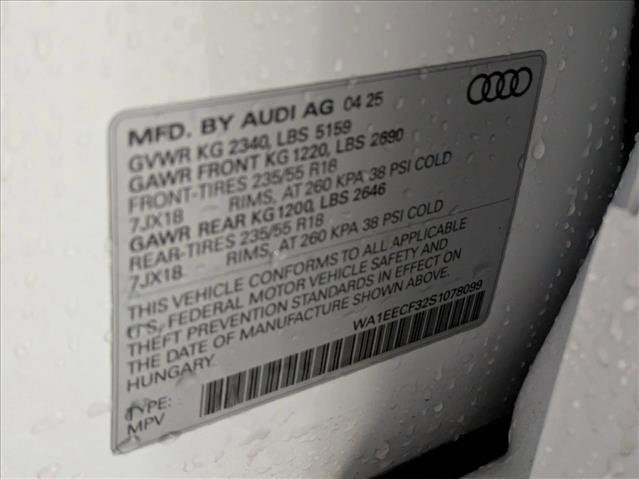 MFD. BY AUDI AG 04 25
GVWR KG 2340, LBS 5159
GAWR FRONT KG 1220, LBS 2690
FRONT-TIRES 235/55 R18
7JX18 RIMS, AT 260 KPA 38 PSI COLD
GAWR REAR KG 1200, LBS 2646
REAR-TIRES 235/55 R18
7JX18 RIMS, AT 260 KPA 38 PSI COLD
THIS VEHICLE CONFORMS TO ALL APPLICABLE
U.S. FEDERAL MOTOR VEHICLE SAFETY AND
THEFT PREVENTION STANDARDS IN EFFECT ON
THE DATE OF MANUFACTURE SHOWN ABOVE.
HUNGARY.
WA1EECF32S1078099
TYPE:
MPV